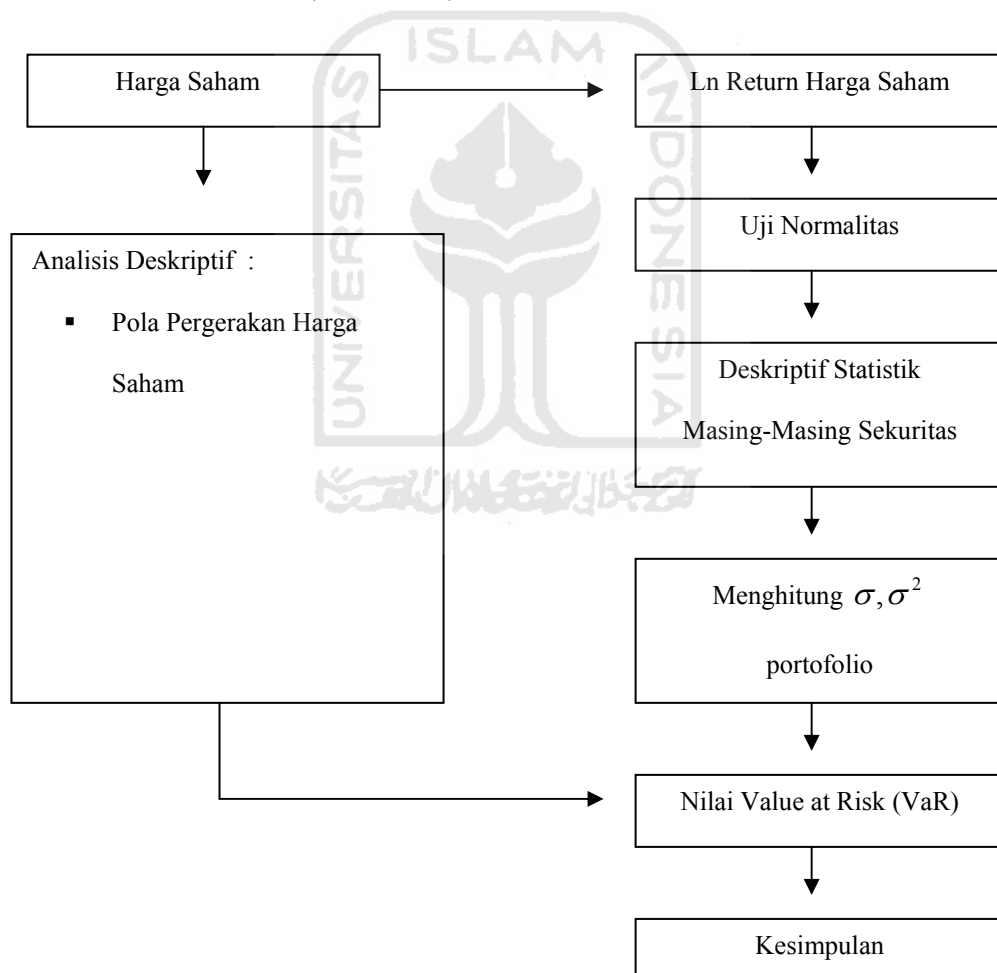 ISLAM
UNIVERSITAS
INDONESIA
Harga Saham
Ln Return Harga Saham
Uji Normalitas
Analisis Deskriptif :
▪ Pola Pergerakan Harga
Saham
Deskriptif Statistik
Masing-Masing Sekuritas
Menghitung σ, σ²
portofolio
Nilai Value at Risk (VaR)
Kesimpulan